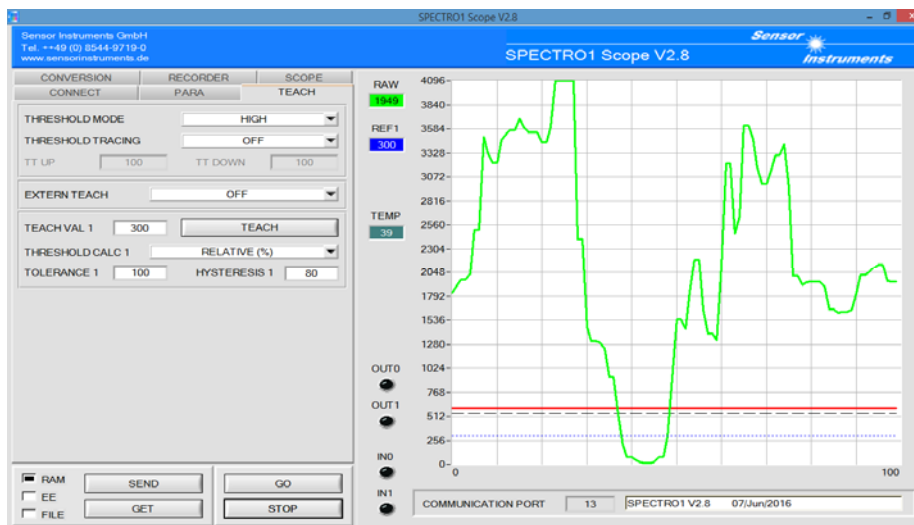 SPECTRO1 Scope V2.8
Sensor Instruments GmbH
Tel. ++49 (0) 8544-9719-0
www.sensorinstruments.de
SPECTRO1 Scope V2.8
Sensor
Instruments
CONVERSION RECORDER SCOPE
CONNECT PARA TEACH
THRESHOLD MODE HIGH
THRESHOLD TRACING OFF
TT UP 100 TT DOWN 100
EXTERN TEACH OFF
TEACH VAL 1 300 TEACH
THRESHOLD CALC 1 RELATIVE (%)
TOLERANCE 1 100 HYSTERESIS 1 80
RAM
EE
FILE
SEND GO
GET STOP
RAW
1949
REF1
300
TEMP
39
OUT0
OUT1
IN0
IN1
4096
3840
3584
3328
3072
2816
2560
2304
2048
1792
1536
1280
1024
768
512
256
0
0 100
COMMUNICATION PORT 13 SPECTRO1 V2.8 07/Jun/2016